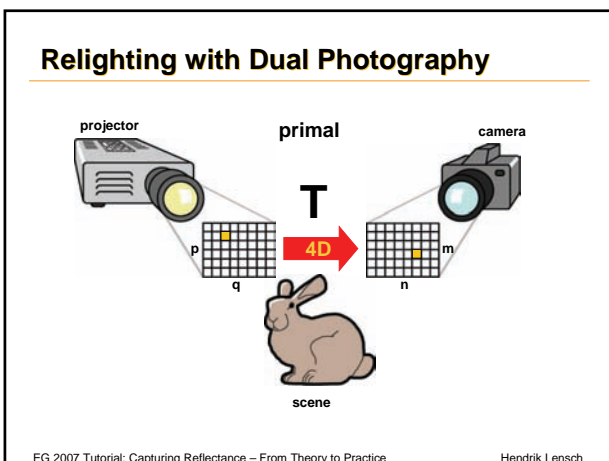 Relighting with Dual Photography
projector
primal
camera
T
4D
p
m
q
n
scene
EG 2007 Tutorial: Capturing Reflectance – From Theory to Practice
Hendrik Lensch